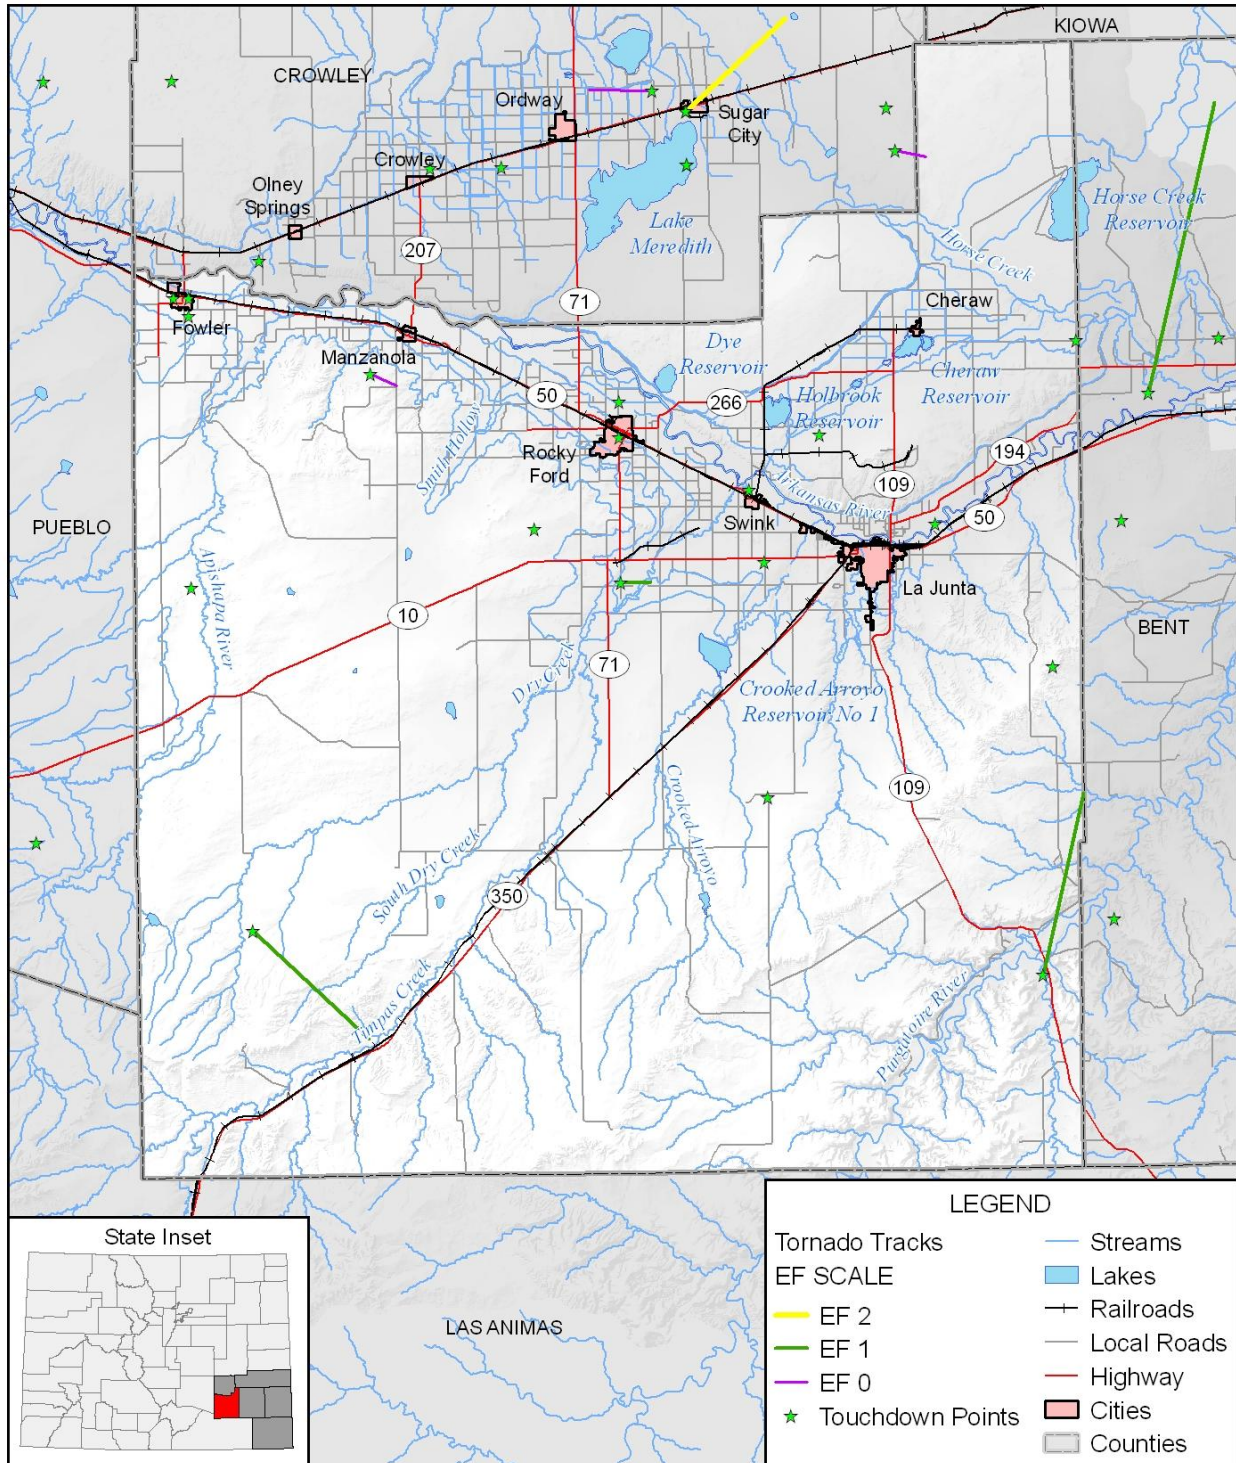 KIOWA
CROWLEY
Ordway
Sugar
City
Crowley
Olney
Springs
Lake
Meredith
Horse Creek
Reservoir
Horse Creek
207
71
Cheraw
Fowler
Manzanola
Dye
Reservoir
Cheraw
Reservoir
50
266
Holbrook
Reservoir
Smith Hollow
Rocky
Ford
194
109
Arkansas River
50
Swink
PUEBLO
La Junta
Apishapa River
10
BENT
Dry Creek
71
Crooked Arroyo
Reservoir No 1
109
Crooked Arroyo
South Dry Creek
350
Timpas Creek
Purgatoire River
LAS ANIMAS
State Inset
LEGEND
Tornado Tracks
EF SCALE
EF 2
EF 1
EF 0
Touchdown Points
Streams
Lakes
Railroads
Local Roads
Highway
Cities
Counties